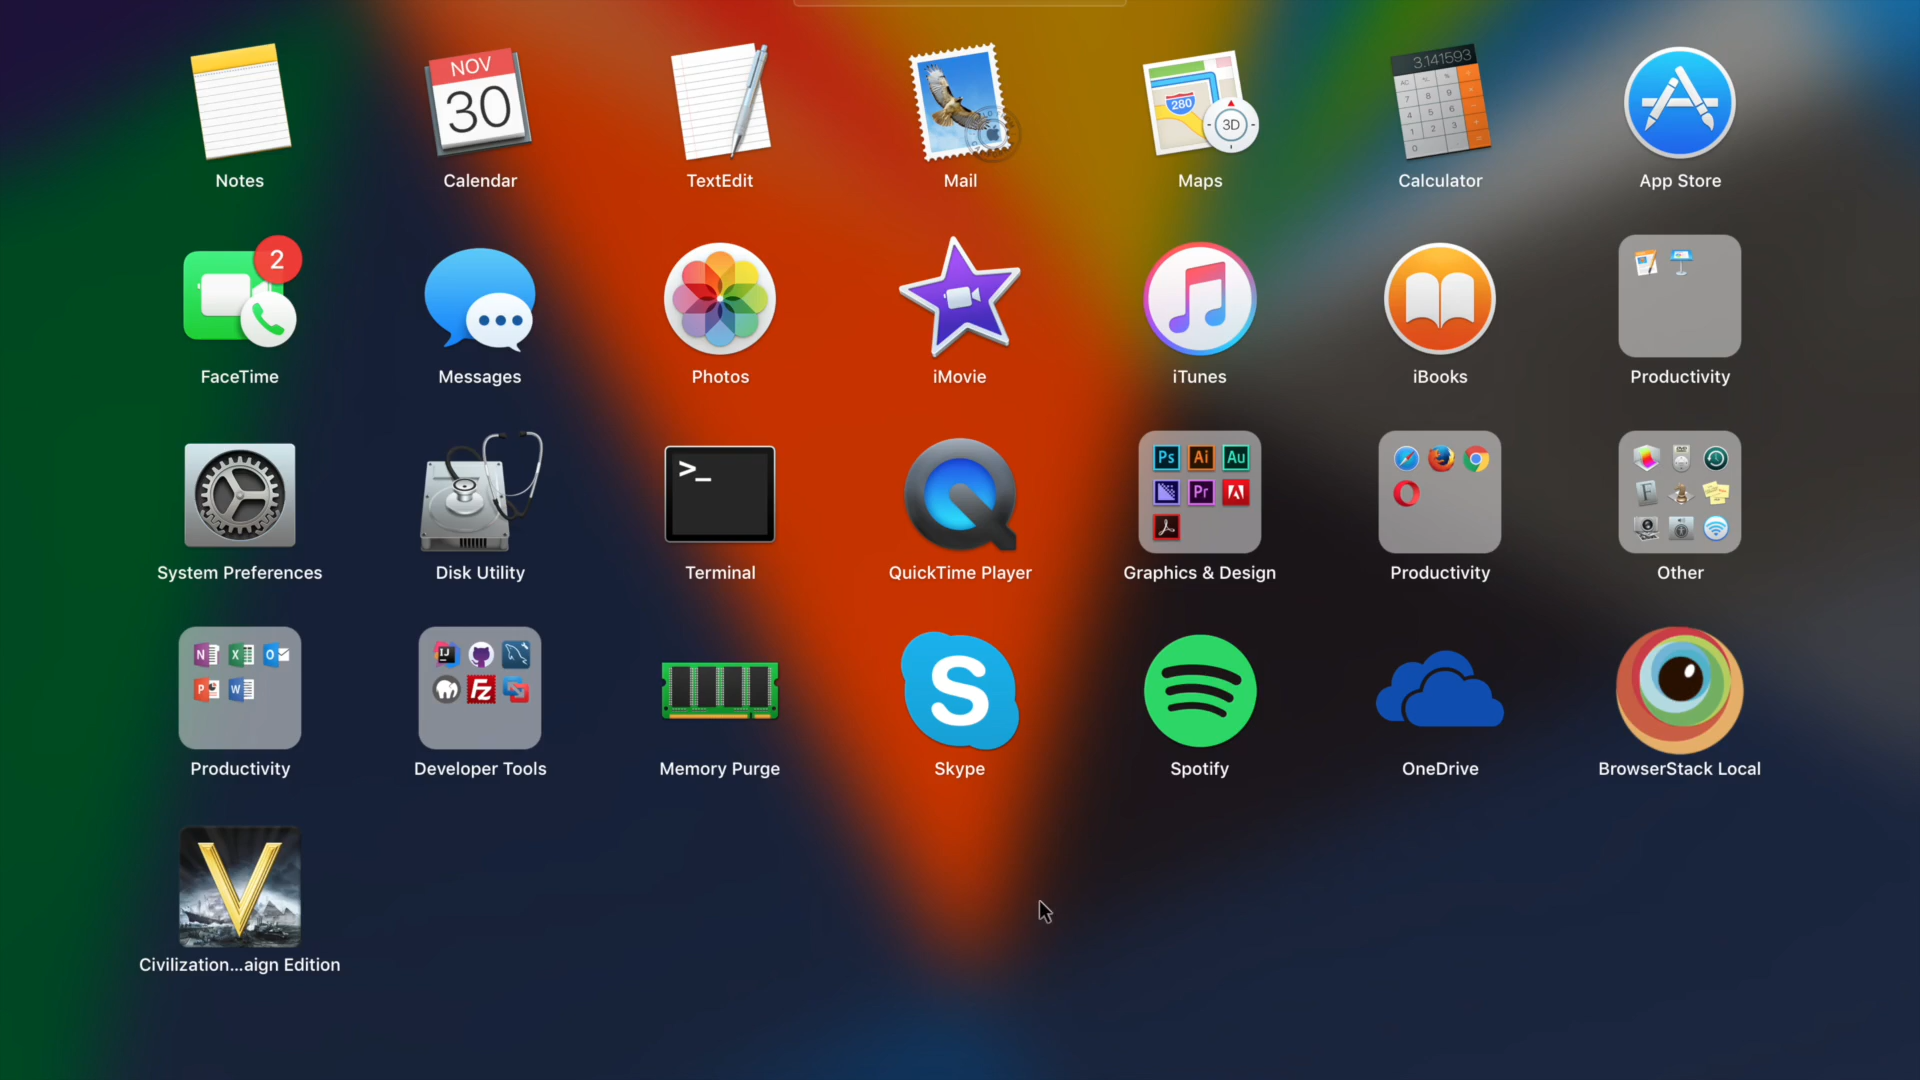 NOV
30
280
3D
3.141593
Notes
Calendar
TextEdit
Mail
Maps
Calculator
App Store
2
FaceTime
Messages
Photos
iMovie
iTunes
iBooks
Productivity
>_
Ps Ai Au
Pr
System Preferences
Disk Utility
Terminal
QuickTime Player
Graphics & Design
Productivity
Other
N X O
P W
IJ
Fz
S
Productivity
Developer Tools
Memory Purge
Skype
Spotify
OneDrive
BrowserStack Local
V
Civilization...aign Edition